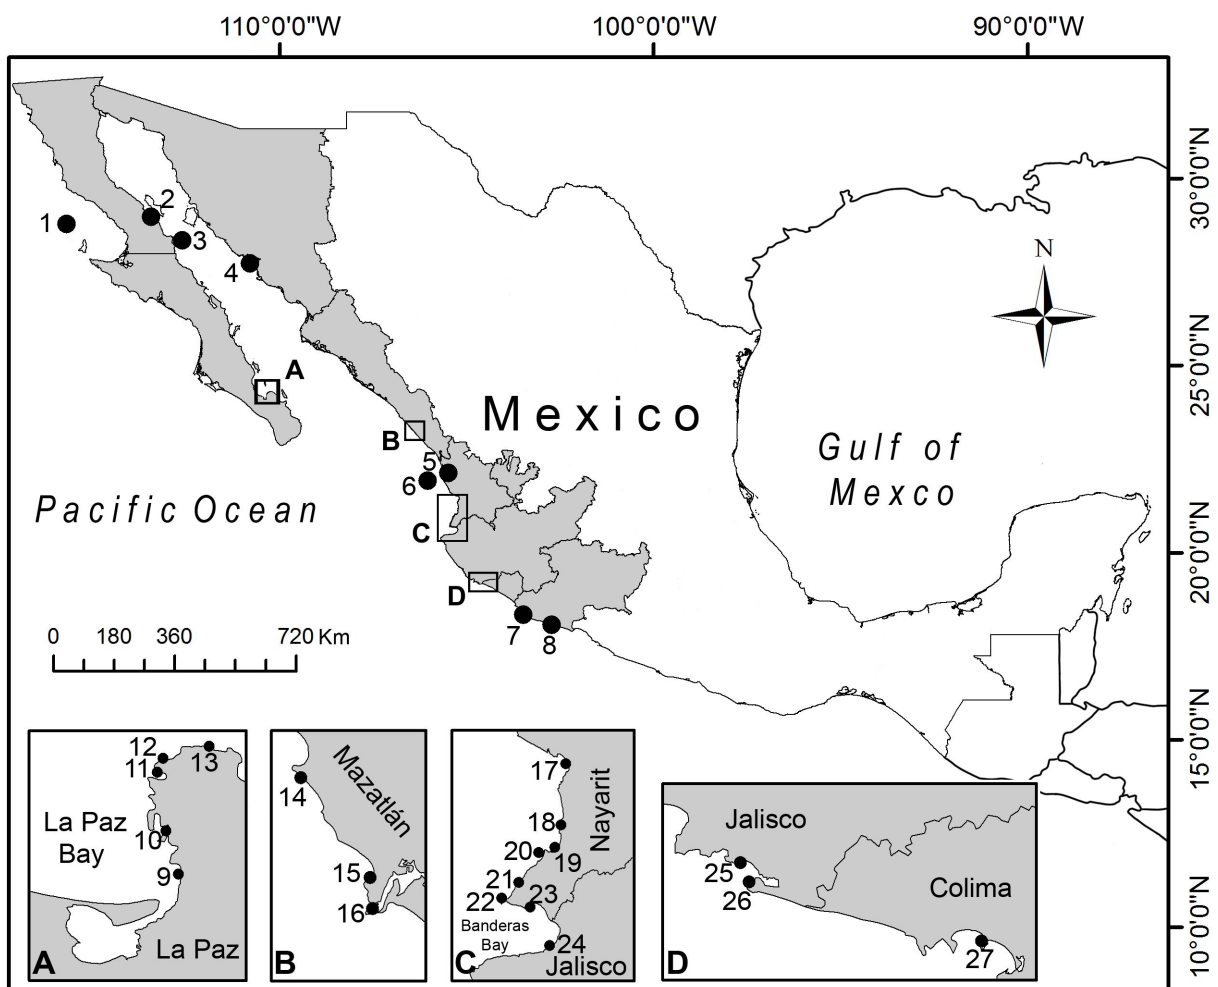 110°0'0"W
100°0'0"W
90°0'0"W
30°0'0"N
25°0'0"N
20°0'0"N
15°0'0"N
10°0'0"N
N
1
2
3
4
A
B
5
6
C
D
7
8
Mexico
Gulf of
Mexco
Pacific Ocean
0 180 360 720 Km
12
11
13
La Paz
Bay
10
9
La Paz
A
Mazatlán
14
15
16
B
17
Nayarit
18
20
19
21
22
23
Banderas
Bay
24
Jalisco
C
Jalisco
25
26
Colima
27
D